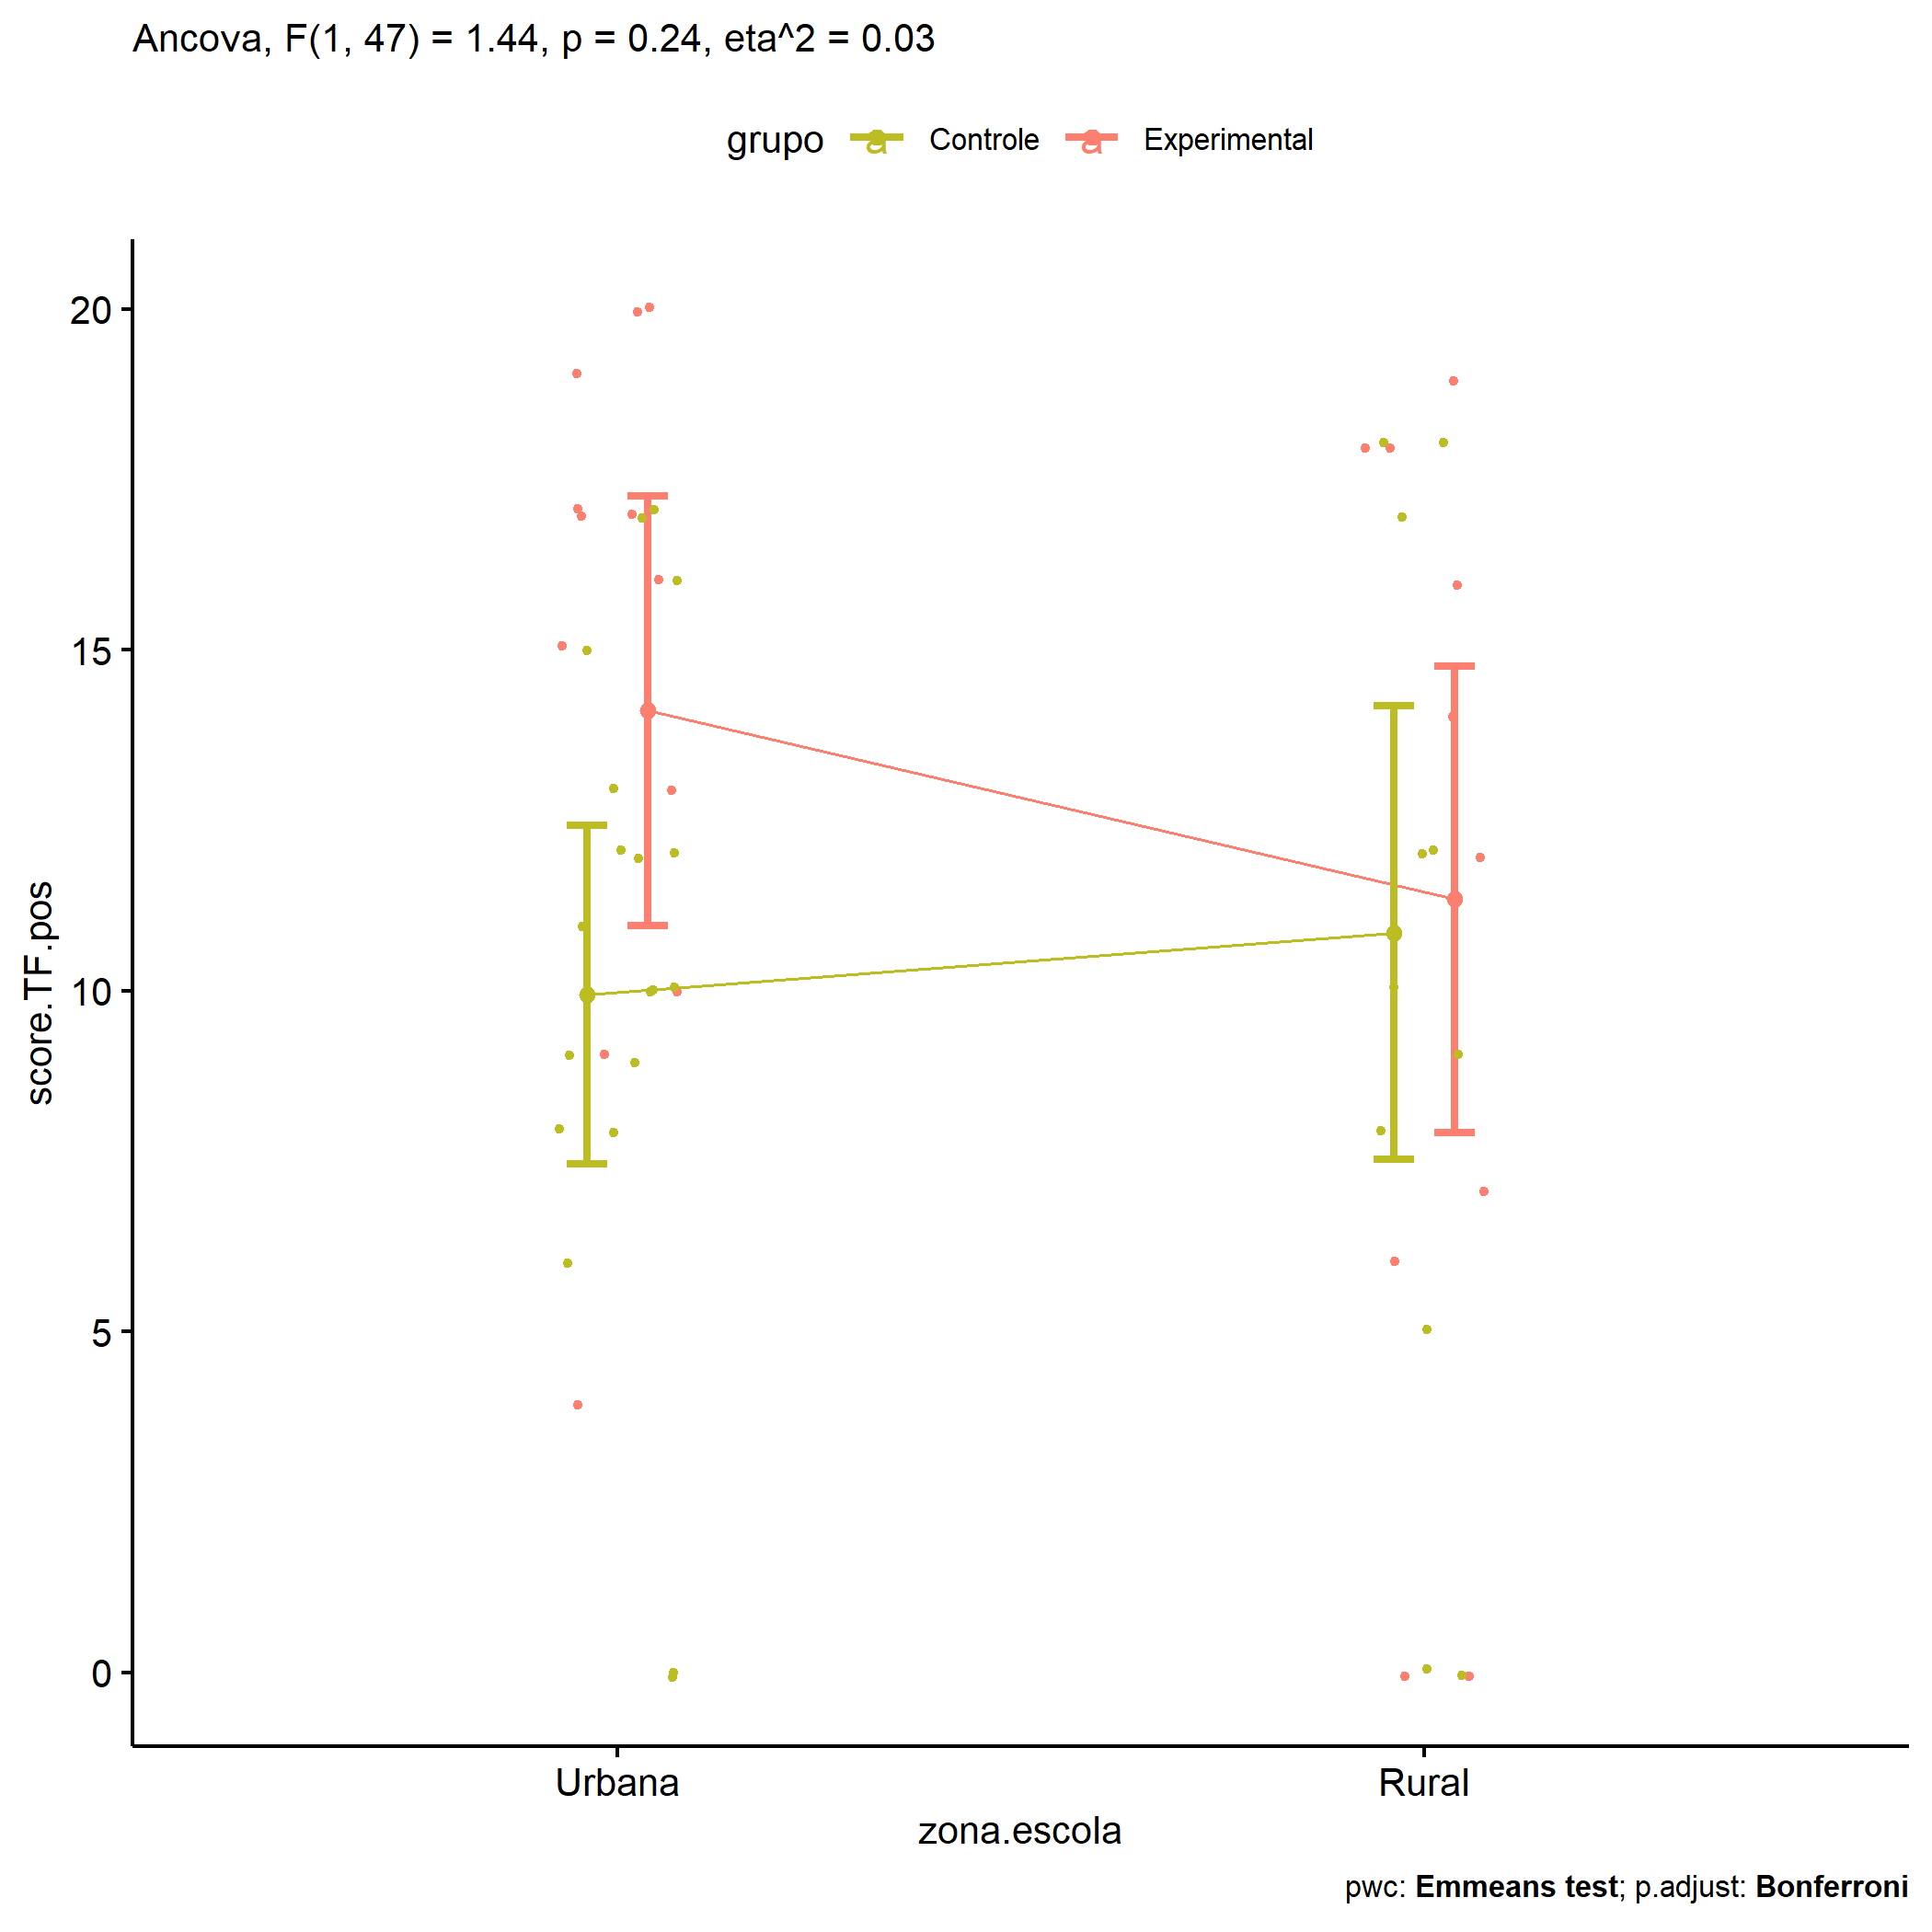 Ancova, F(1, 47) = 1.44, p = 0.24, eta^2 = 0.03
grupo a Controle a Experimental
20
15
10
5
0
score.TF.pos
Urbana Rural
zona.escola
pwc: Emmeans test; p.adjust: Bonferroni